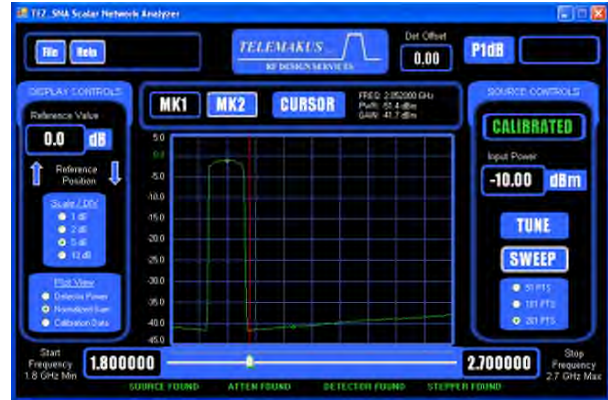 TEZ_SNA Scalar Network Analyzer
File Help
TELEMAKUS
RF DESIGN SERVICES
Det Offset
0.00
P1dB
DISPLAY CONTROLS
Reference Value
0.0 dB
Reference
Position
Scale / DIV
1 dB
2 dB
5 dB
10 dB
Plot View
Detector Power
Normalized Gain
Calibration Data
MK1 MK2 CURSOR
FREQ: 2.052000 GHz
PWR: -51.4 dBm
GAIN: -41.7 dBm
5.0
0.0
-5.0
-10.0
-15.0
-20.0
-25.0
-30.0
-35.0
-40.0
-45.0
SOURCE CONTROLS
CALIBRATED
Input Power
-10.00 dBm
TUNE
SWEEP
51 PTS
101 PTS
201 PTS
Start
Frequency
1.8 GHz Min
1.800000
2.700000
Stop
Frequency
2.7 GHz Max
SOURCE FOUND ATTEN FOUND DETECTOR FOUND STEPPER FOUND